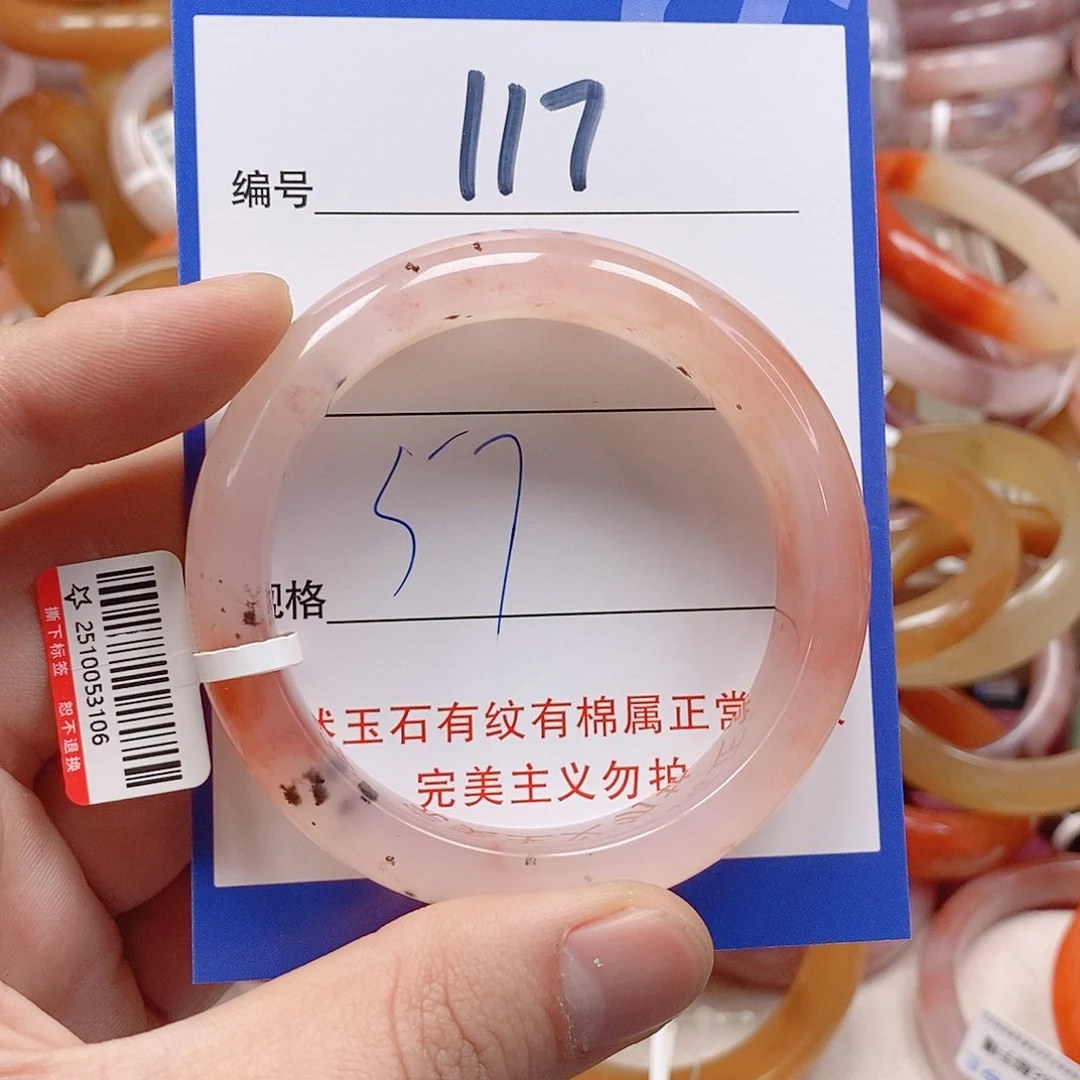 117
编号
57
规格
玉石有纹有棉属正常
完美主义勿拍
☆ 2510053106
撕下标签 恕不退换